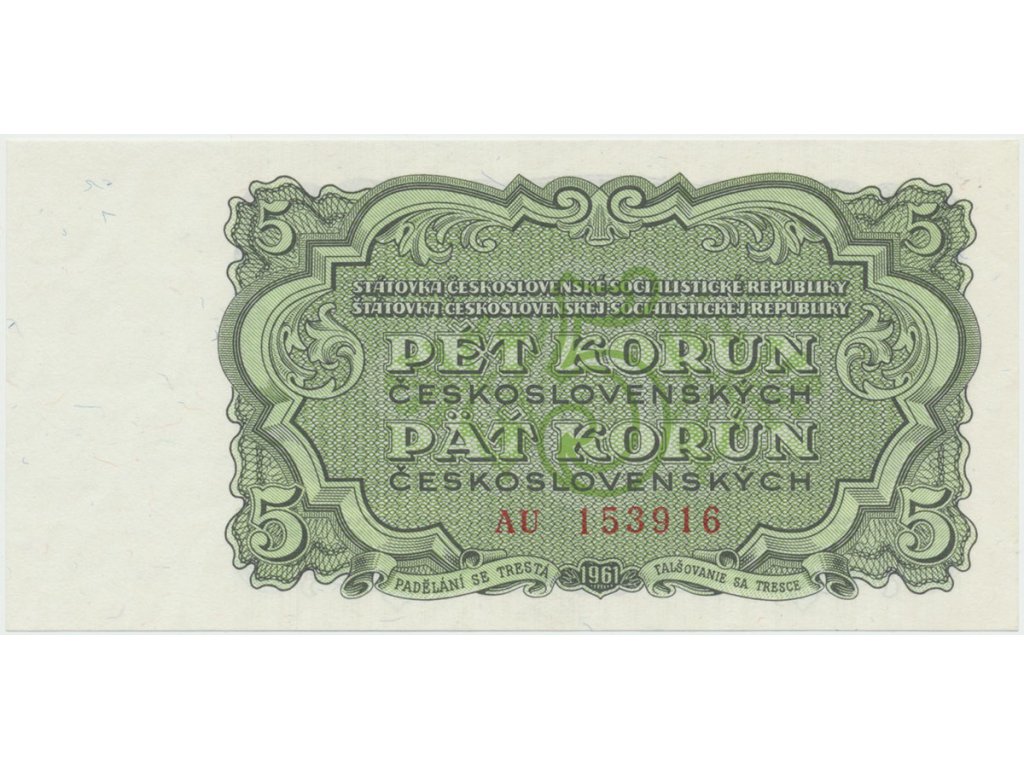 5 5
STÁTOVKA ČESKOSLOVENSKÉ SOCIALISTICKÉ REPUBLIKY
ŠTÁTOVKA ČESKOSLOVENSKEJ SOCIALISTICKEJ REPUBLIKY
PĚT KORUN
ČESKOSLOVENSKÝCH
PÄŤ KORÚN
ČESKOSLOVENSKÝCH
AU 153916
5 5
PADĚLÁNÍ SE TRESTÁ 1961 FALŠOVANIE SA TRESCE